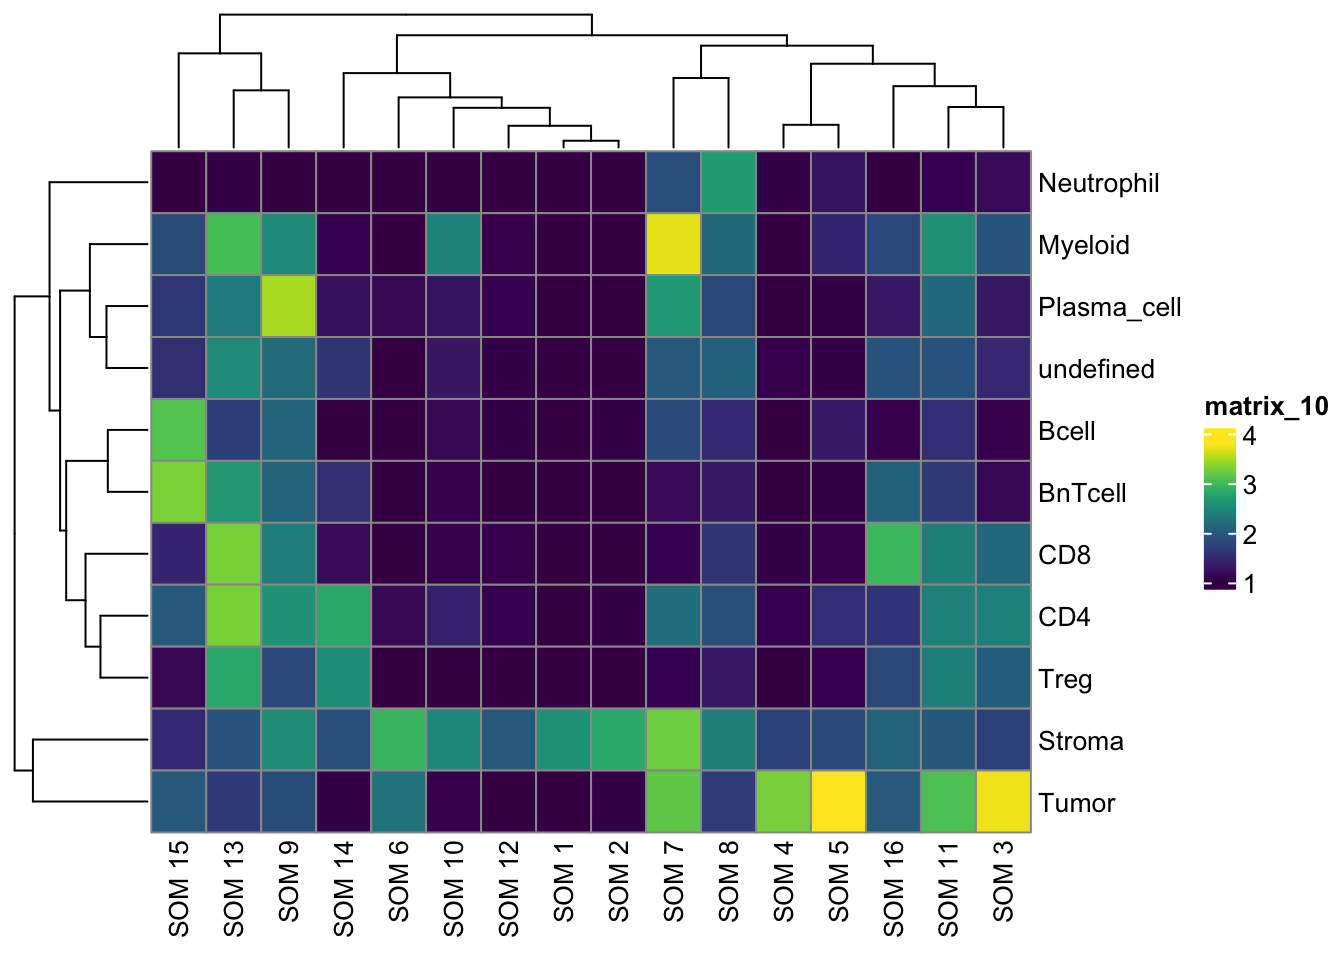 Neutrophil
Myeloid
Plasma_cell
undefined
Bcell
BnTcell
CD8
CD4
Treg
Stroma
Tumor
matrix_10
4
3
2
1
SOM 15
SOM 13
SOM 9
SOM 14
SOM 6
SOM 10
SOM 12
SOM 1
SOM 2
SOM 7
SOM 8
SOM 4
SOM 5
SOM 16
SOM 11
SOM 3